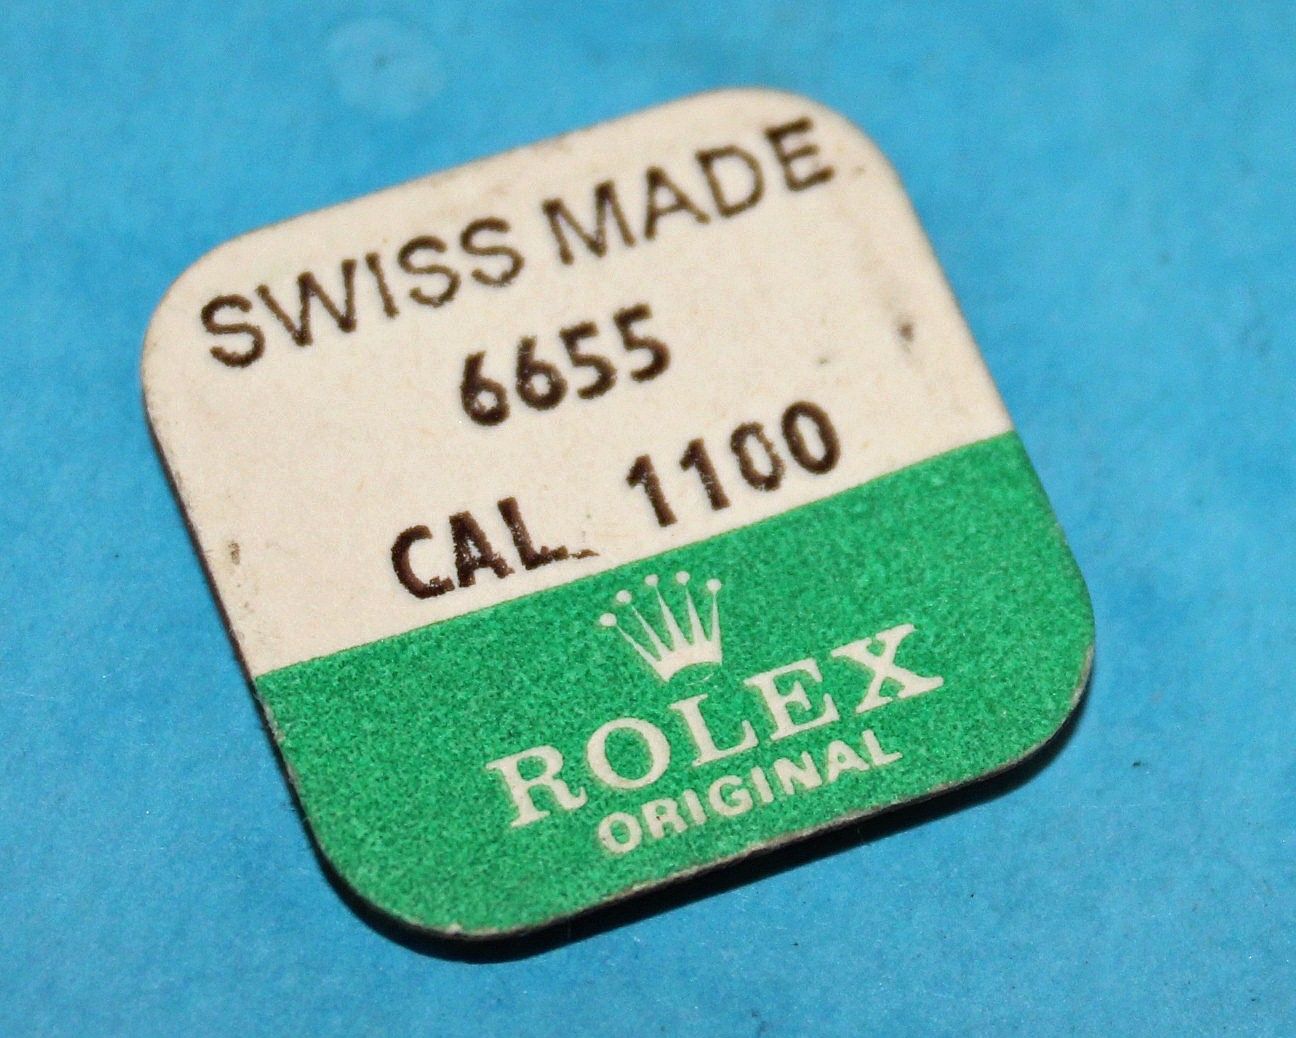 SWISS MADE
6655
CAL. 1100
ROLEX
ORIGINAL